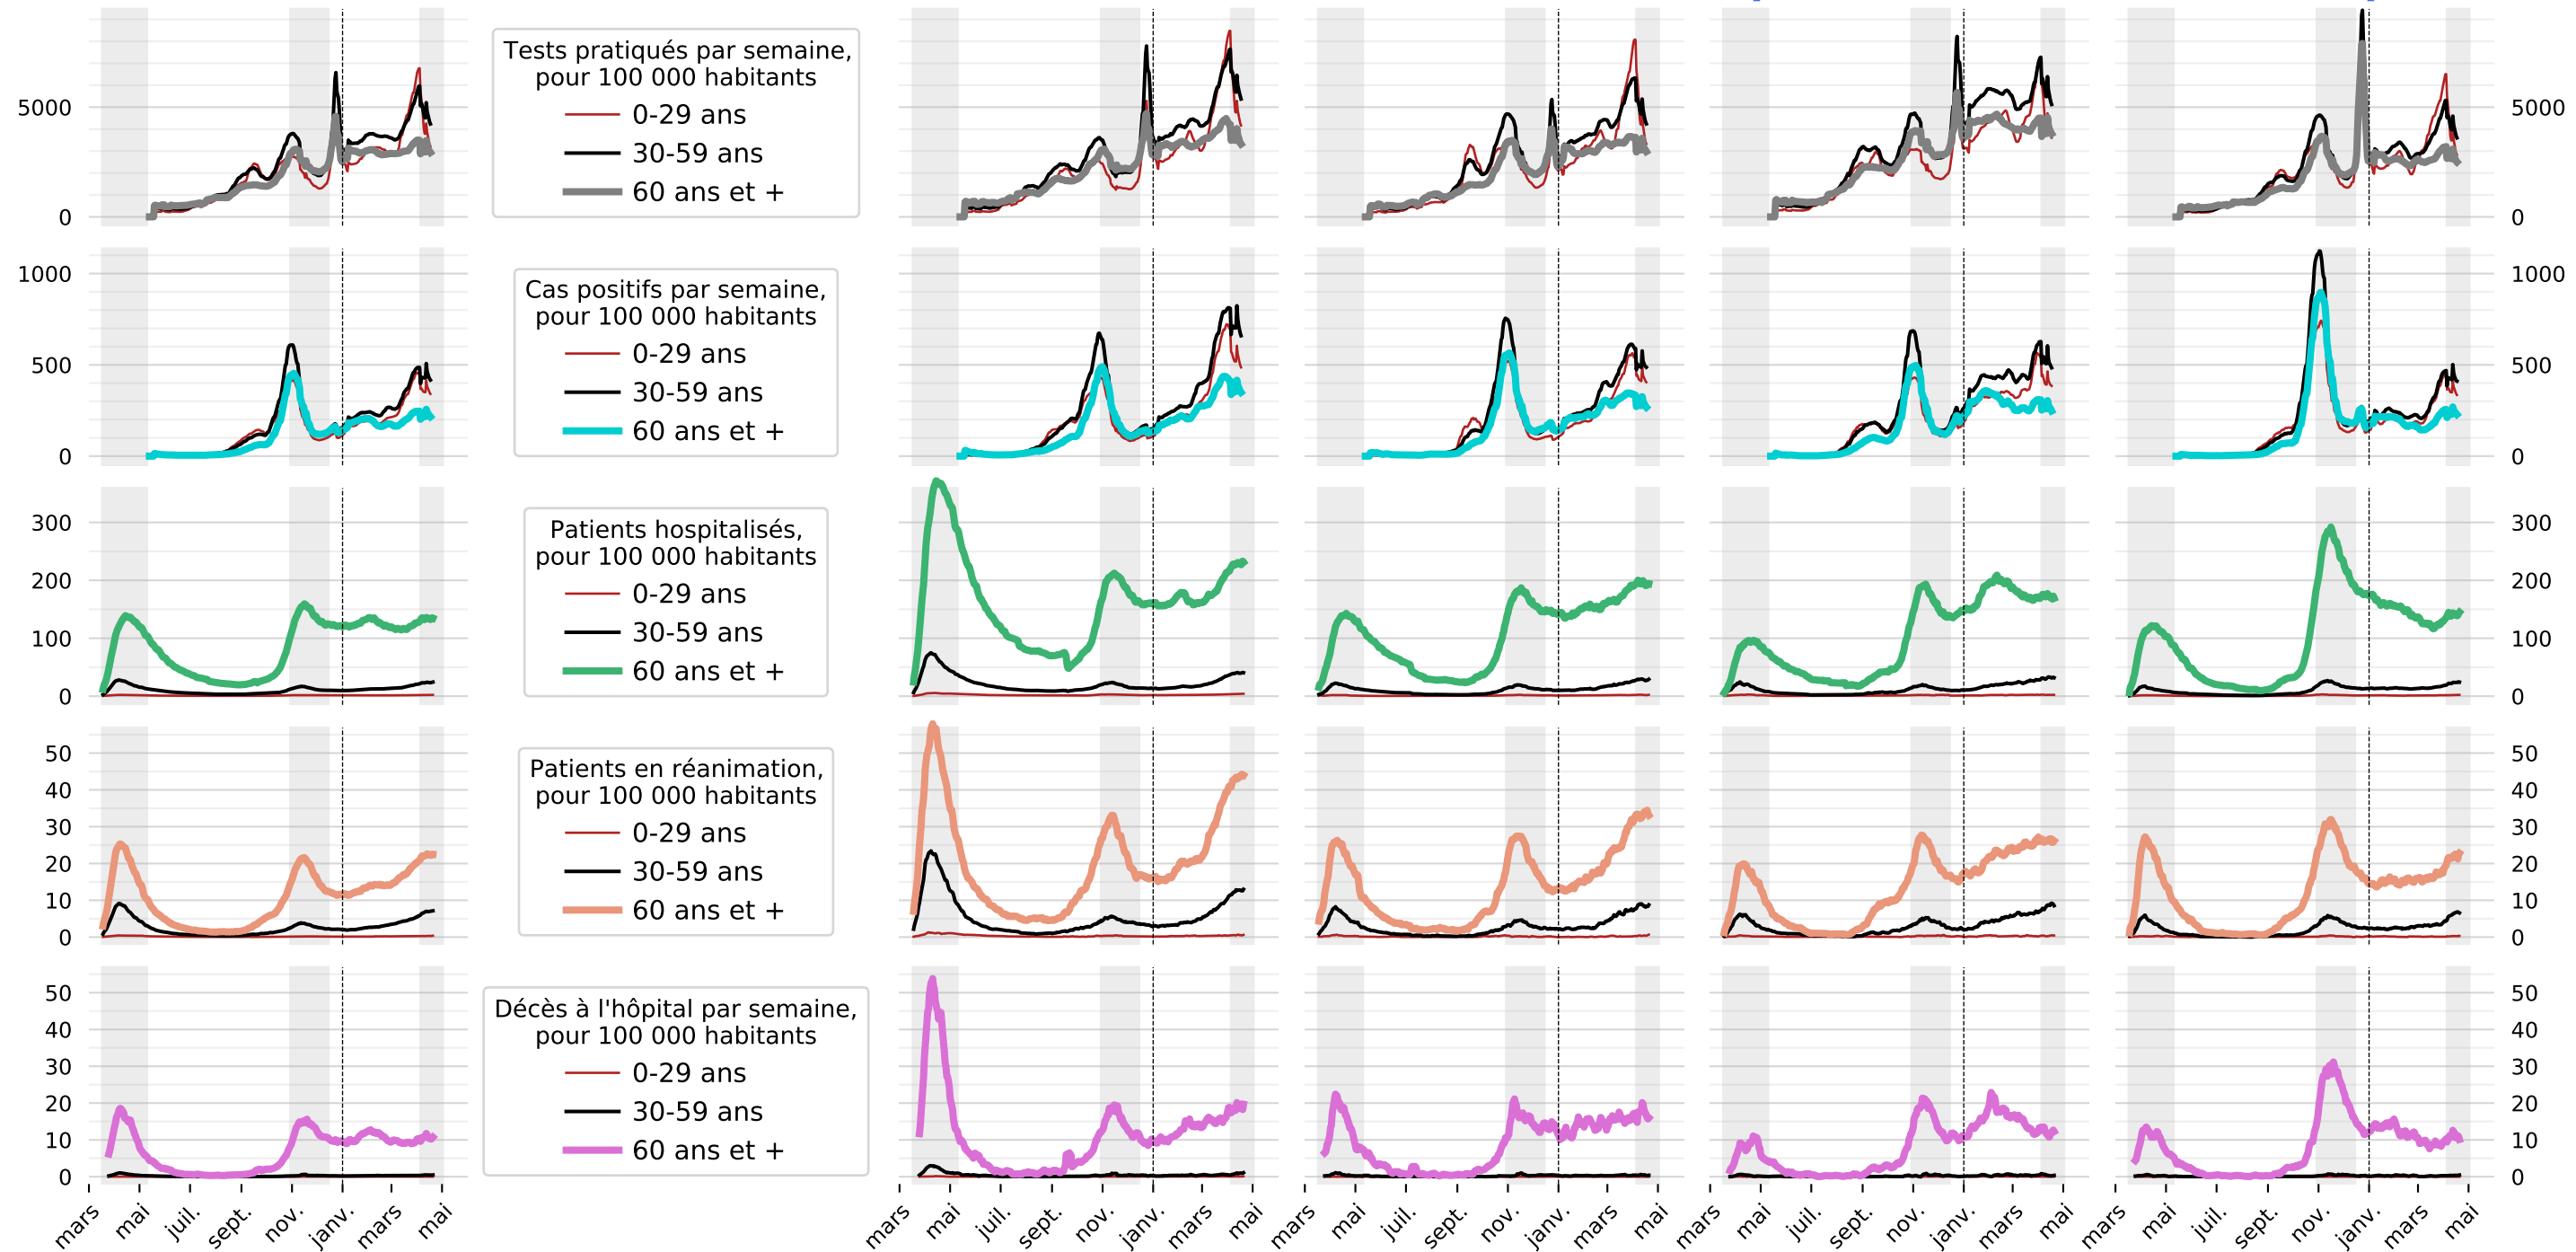 Tests pratiqués par semaine,
pour 100 000 habitants
0-29 ans
30-59 ans
60 ans et +
5000
0
5000
0
Cas positifs par semaine,
pour 100 000 habitants
0-29 ans
30-59 ans
60 ans et +
1000
500
0
1000
500
0
Patients hospitalisés,
pour 100 000 habitants
0-29 ans
30-59 ans
60 ans et +
300
200
100
0
300
200
100
0
Patients en réanimation,
pour 100 000 habitants
0-29 ans
30-59 ans
60 ans et +
50
40
30
20
10
0
50
40
30
20
10
0
Décès à l'hôpital par semaine,
pour 100 000 habitants
0-29 ans
30-59 ans
60 ans et +
50
40
30
20
10
0
50
40
30
20
10
0
mars mai juil. sept. nov. janv. mars mai
mars mai juil. sept. nov. janv. mars mai
mars mai juil. sept. nov. janv. mars mai
mars mai juil. sept. nov. janv. mars mai
mars mai juil. sept. nov. janv. mars mai